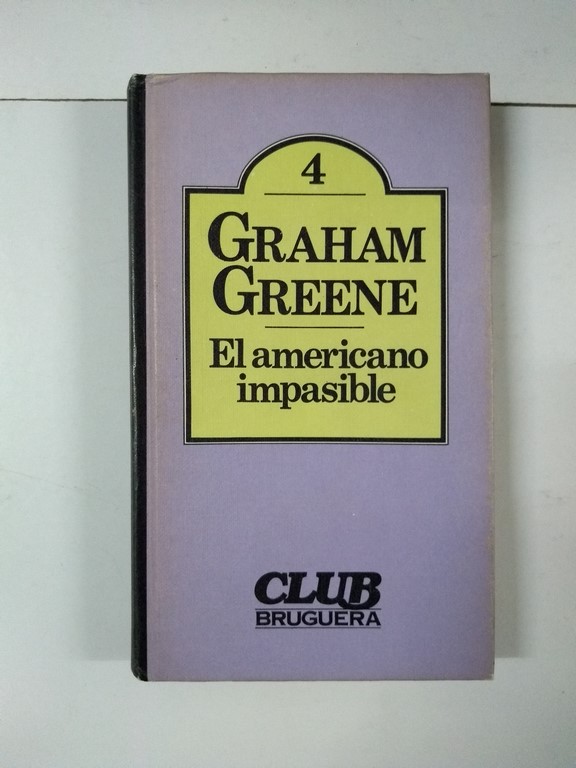 4
GRAHAM
GREENE
El americano
impasible
CLUB
BRUGUERA